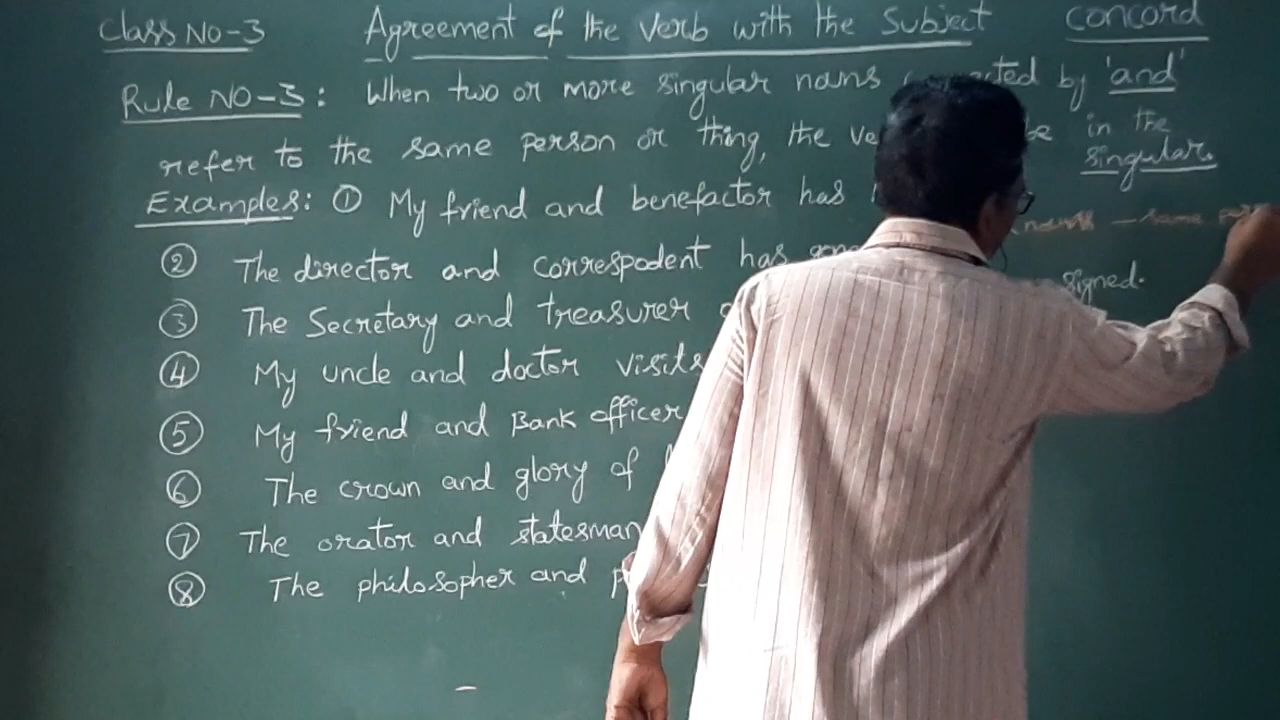 Class No-3 Agreement of the verb with the Subject Concord
Rule NO-3: When two or more singular nouns by 'and'
refer to the same person or thing, the in the
singular.
Examples: ① My friend and benefactor has
nouns - same
② The director and correspodent has signed.
③ The Secretary and treasurer
④ My uncle and doctor visits
⑤ My friend and Bank officer
⑥ The crown and glory of
⑦ The orator and statesman
⑧ The philosopher and